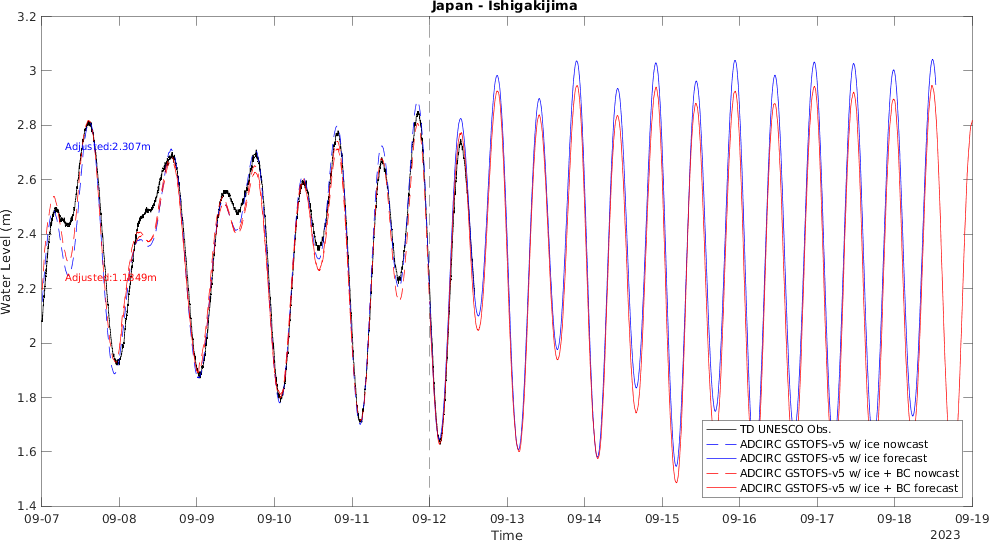 Japan - Ishigakijima
3.2
3
2.8
2.6
2.4
2.2
2
1.8
1.6
1.4
Water Level (m)
Adjusted:2.307m
Adjusted:1.1849m
TD UNESCO Obs.
ADCIRC GSTOFS-v5 w/ ice nowcast
ADCIRC GSTOFS-v5 w/ ice forecast
ADCIRC GSTOFS-v5 w/ ice + BC nowcast
ADCIRC GSTOFS-v5 w/ ice + BC forecast
09-07 09-08 09-09 09-10 09-11 09-12 09-13 09-14 09-15 09-16 09-17 09-18 09-19
Time
2023